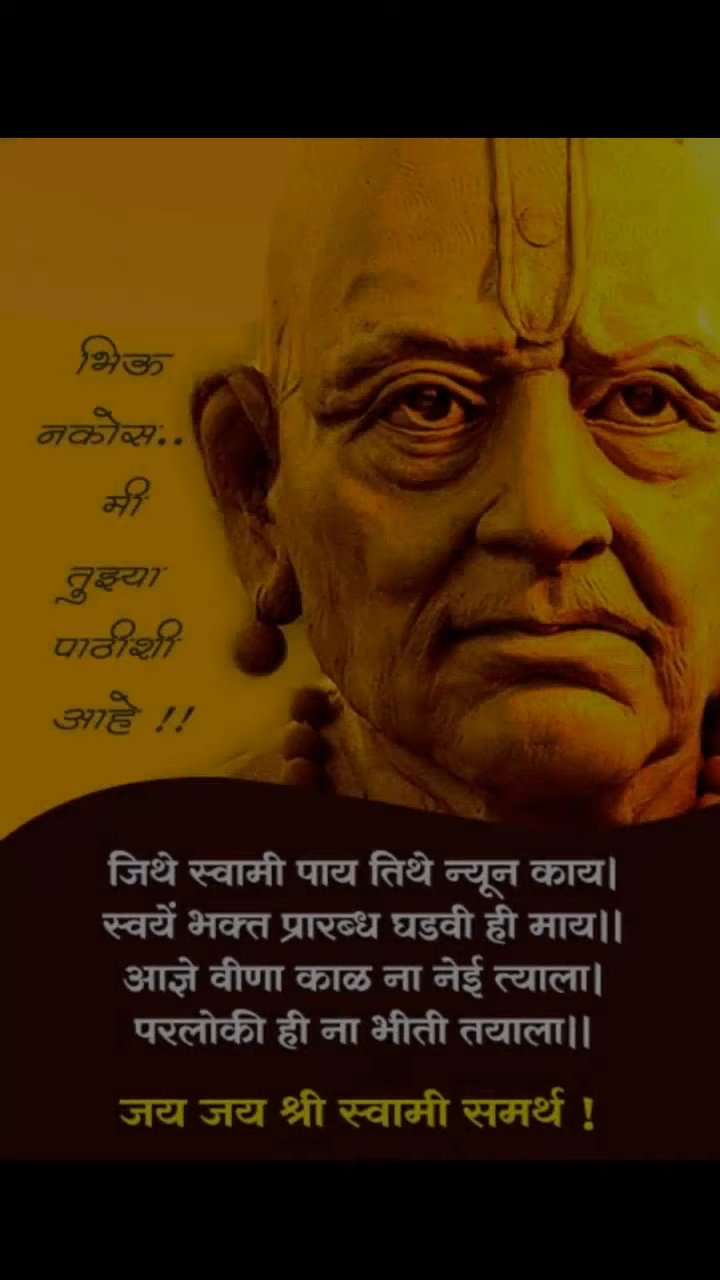 भिऊ
नकोस..
मी
तुझ्या
पाठीशी
आहे !!
जिथे स्वामी पाय तिथे न्यून काय|
स्वयें भक्त प्रारब्ध घडवी ही माय||
आज्ञे वीणा काळ ना नेई त्याला|
परलोकी ही ना भीती तयाला||
जय जय श्री स्वामी समर्थ !